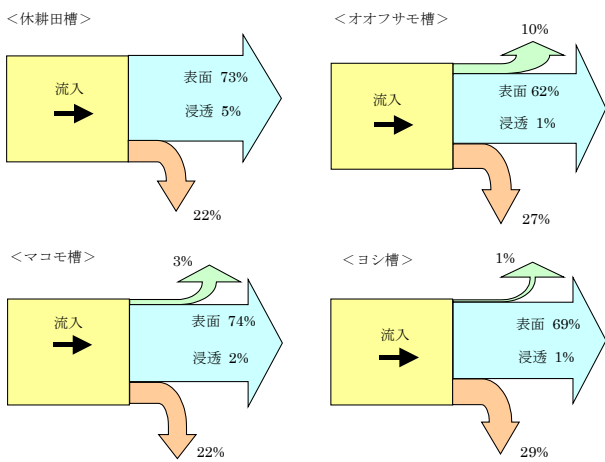 ＜休耕田槽＞
流入
表面 73%
浸透 5%
22%
＜オオフサモ槽＞
10%
流入
表面 62%
浸透 1%
27%
＜マコモ槽＞
3%
流入
表面 74%
浸透 2%
22%
＜ヨシ槽＞
1%
流入
表面 69%
浸透 1%
29%